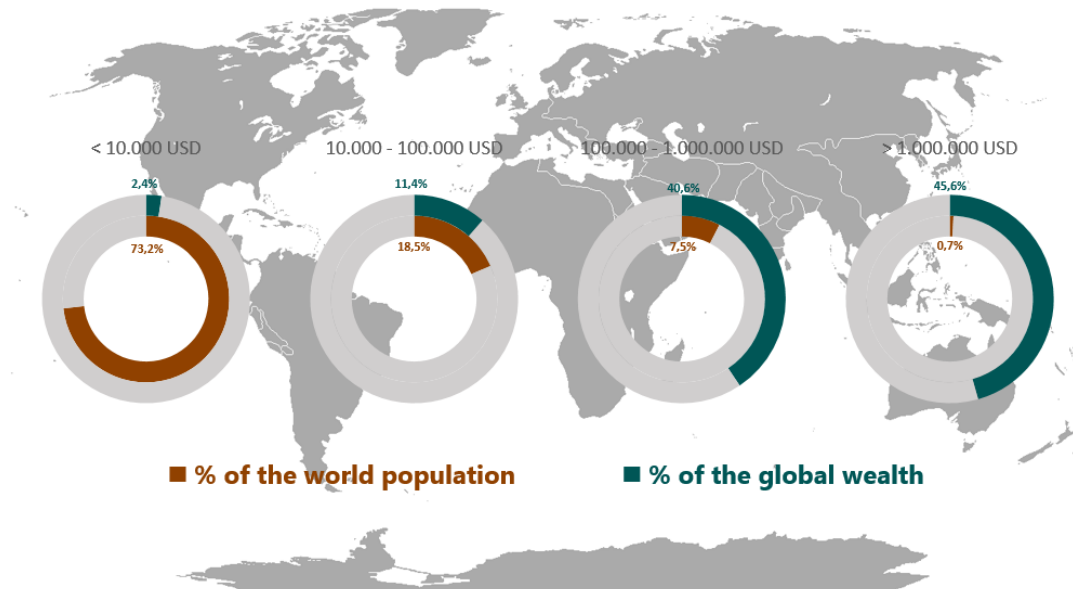 < 10.000 USD
10.000 - 100.000 USD
100.000 - 1.000.000 USD
> 1.000.000 USD
2,4%
11,4%
40,6%
45,6%
73,2%
18,5%
7,5%
0,7%
% of the world population
% of the global wealth